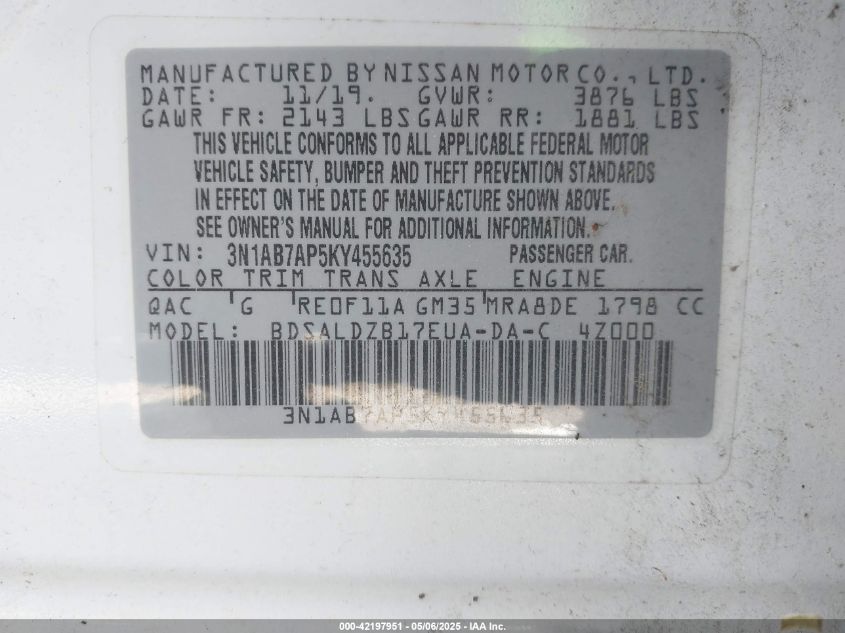 MANUFACTURED BY NISSAN MOTOR CO., LTD.
DATE: 11/19. GVWR: 3876 LBS
GAWR FR: 2143 LBS GAWR RR: 1881 LBS
THIS VEHICLE CONFORMS TO ALL APPLICABLE FEDERAL MOTOR
VEHICLE SAFETY, BUMPER AND THEFT PREVENTION STANDARDS
IN EFFECT ON THE DATE OF MANUFACTURE SHOWN ABOVE.
SEE OWNER'S MANUAL FOR ADDITIONAL INFORMATION.
VIN: 3N1AB7AP5KY455635 PASSENGER CAR.
COLOR TRIM TRANS AXLE ENGINE
QAC G RE0F11A GM35 MRA8DE 1798 CC
MODEL: BDSALDZB17EUA-DA-C 4Z000
3N1AB7AP5KY455635
000-42197951 - 05/06/2025 - IAA Inc.